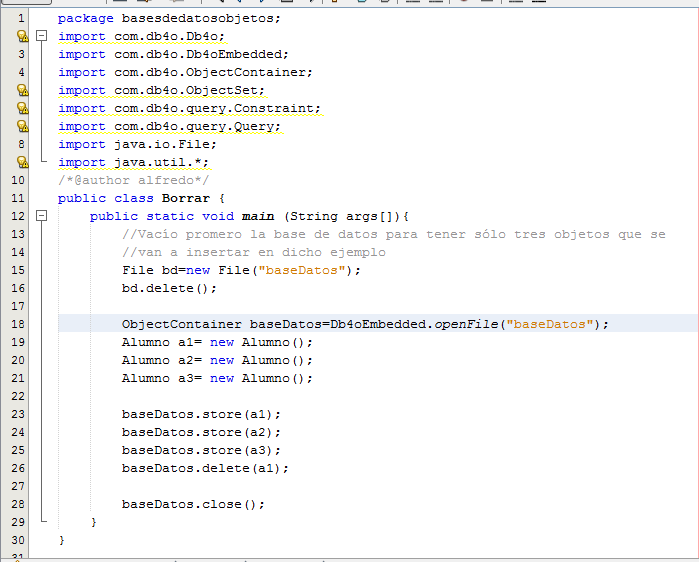 1 package basesdedatosobjetos;
import com.db4o.Db4o;
3 import com.db4o.Db4oEmbedded;
4 import com.db4o.ObjectContainer;
import com.db4o.ObjectSet;
import com.db4o.query.Constraint;
import com.db4o.query.Query;
8 import java.io.File;
import java.util.*;
10 /*@author alfredo*/
11 public class Borrar {
12 public static void main (String args[]){
13 //Vacío promero la base de datos para tener sólo tres objetos que se
14 //van a insertar en dicho ejemplo
15 File bd=new File("baseDatos");
16 bd.delete();
17
18 ObjectContainer baseDatos=Db4oEmbedded.openFile("baseDatos");
19 Alumno a1= new Alumno();
20 Alumno a2= new Alumno();
21 Alumno a3= new Alumno();
22
23 baseDatos.store(a1);
24 baseDatos.store(a2);
25 baseDatos.store(a3);
26 baseDatos.delete(a1);
27
28 baseDatos.close();
29 }
30 }
31